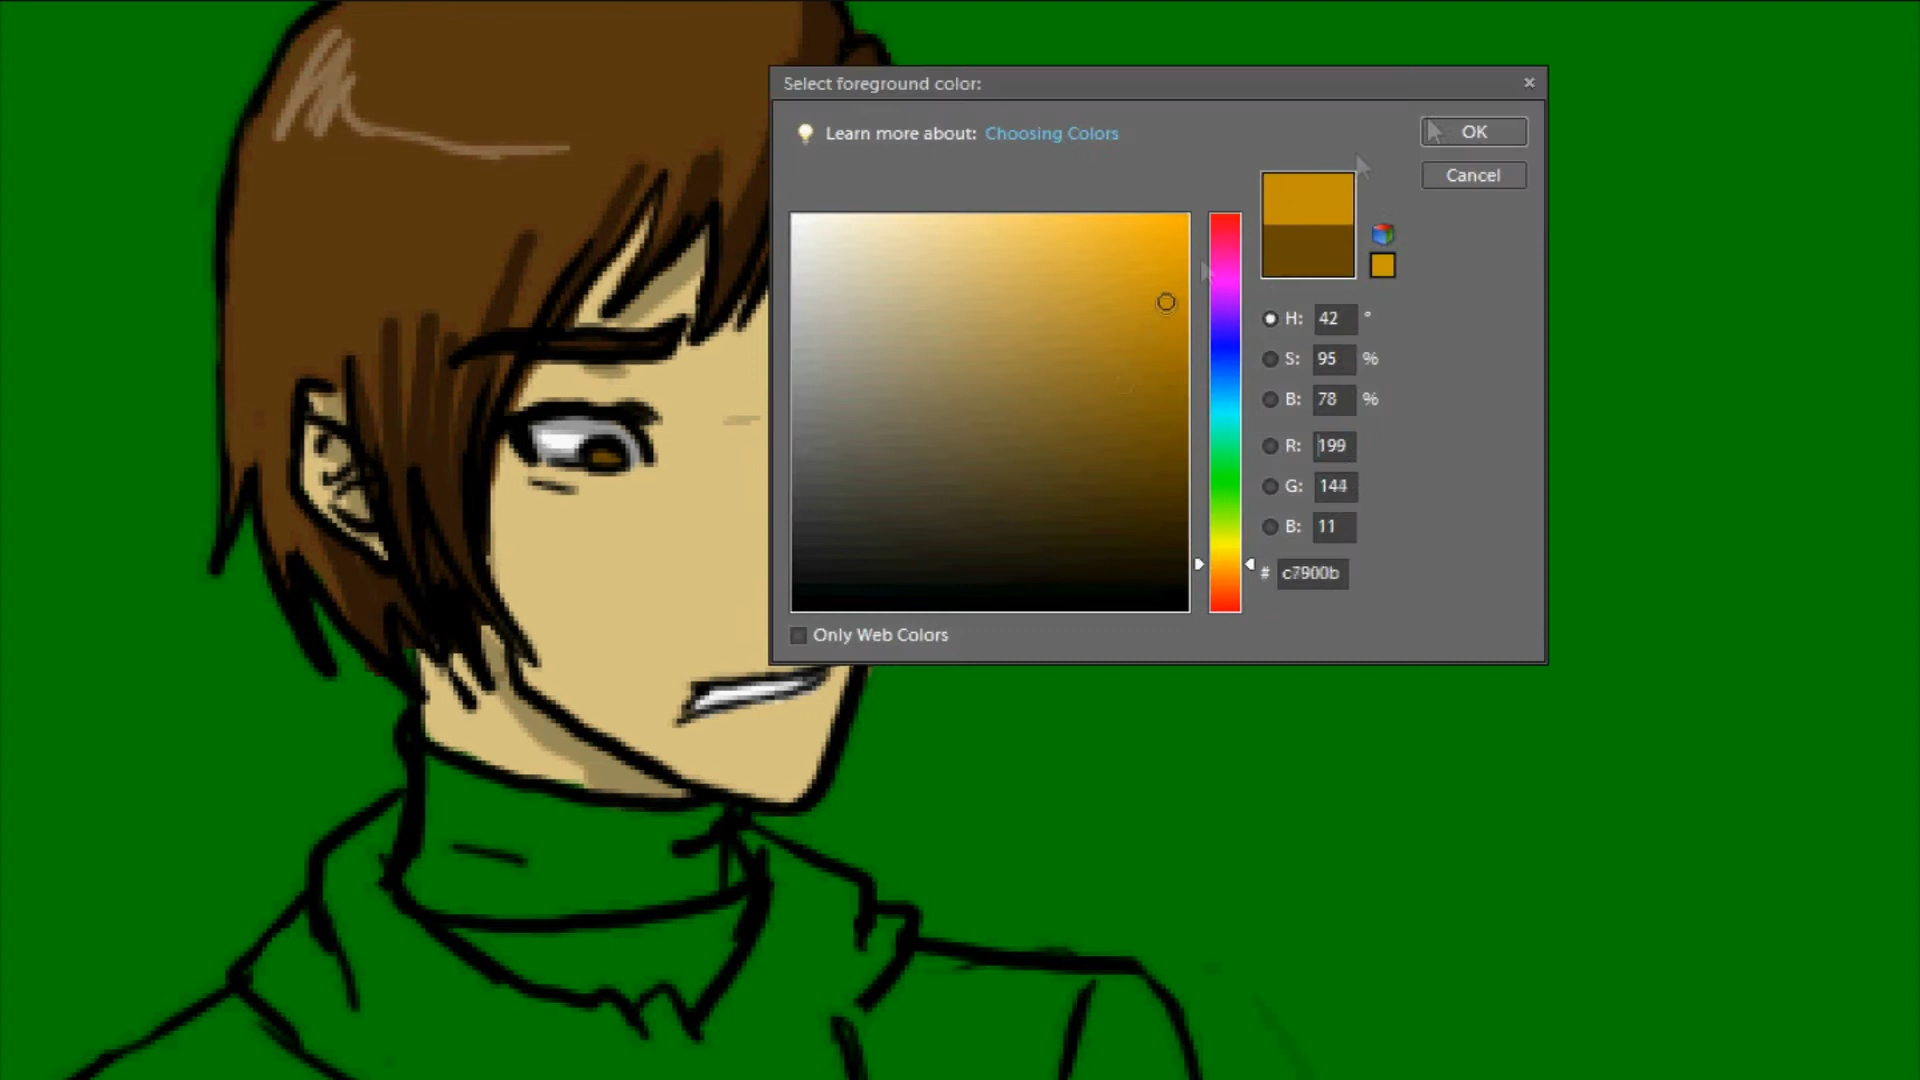 Select foreground color:
Learn more about: Choosing Colors
OK
Cancel
H: 42 °
S: 95 %
B: 78 %
R: 199
G: 144
B: 11
# c7900b
Only Web Colors